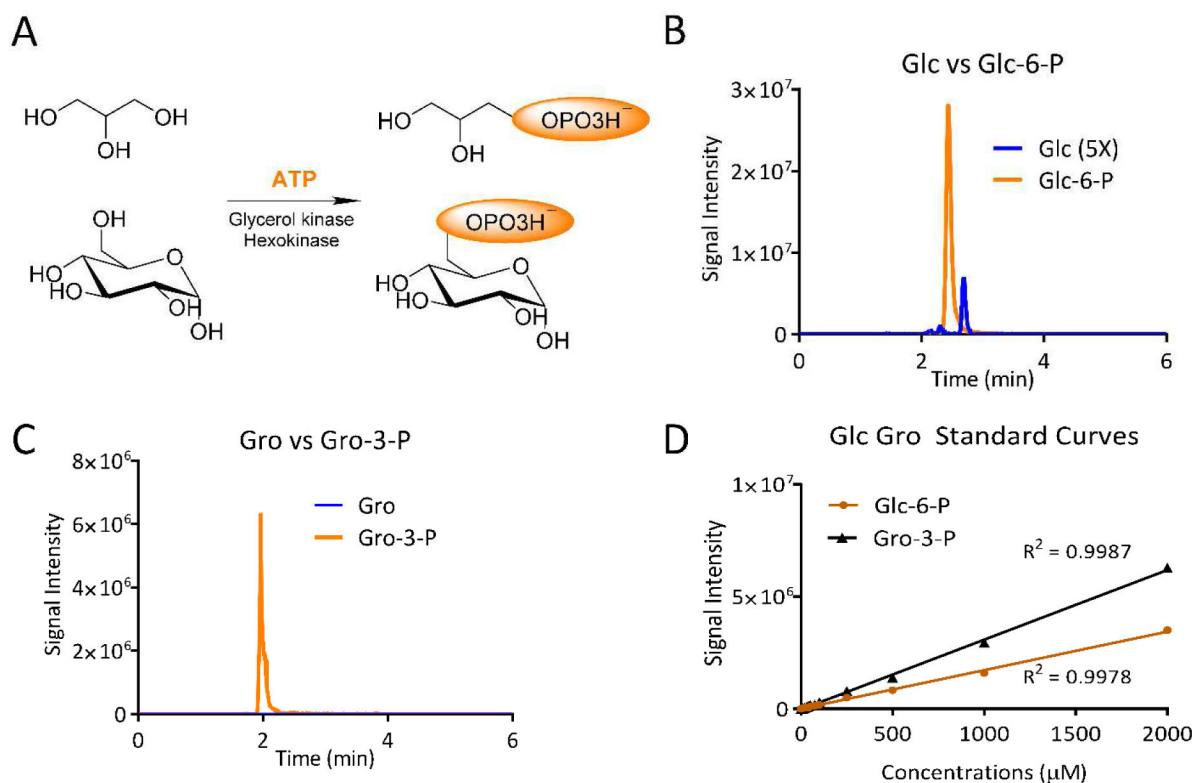 A
HO
OH
OH
ATP
Glycerol kinase
Hexokinase
HO
OH
OPO3H⁻
OH
HO
HO
O
OH
OH
OPO3H⁻
HO
HO
O
OH
OH
B
Glc vs Glc-6-P
Signal Intensity
3×10⁷
2×10⁷
1×10⁷
0
Glc (5X)
Glc-6-P
0 2 4 6
Time (min)
C
Gro vs Gro-3-P
Signal Intensity
8×10⁶
6×10⁶
4×10⁶
2×10⁶
0
Gro
Gro-3-P
0 2 4 6
Time (min)
D
Glc Gro Standard Curves
Signal Intensity
1×10⁷
5×10⁶
0
Glc-6-P
Gro-3-P
R² = 0.9987
R² = 0.9978
0 500 1000 1500 2000
Concentrations (μM)